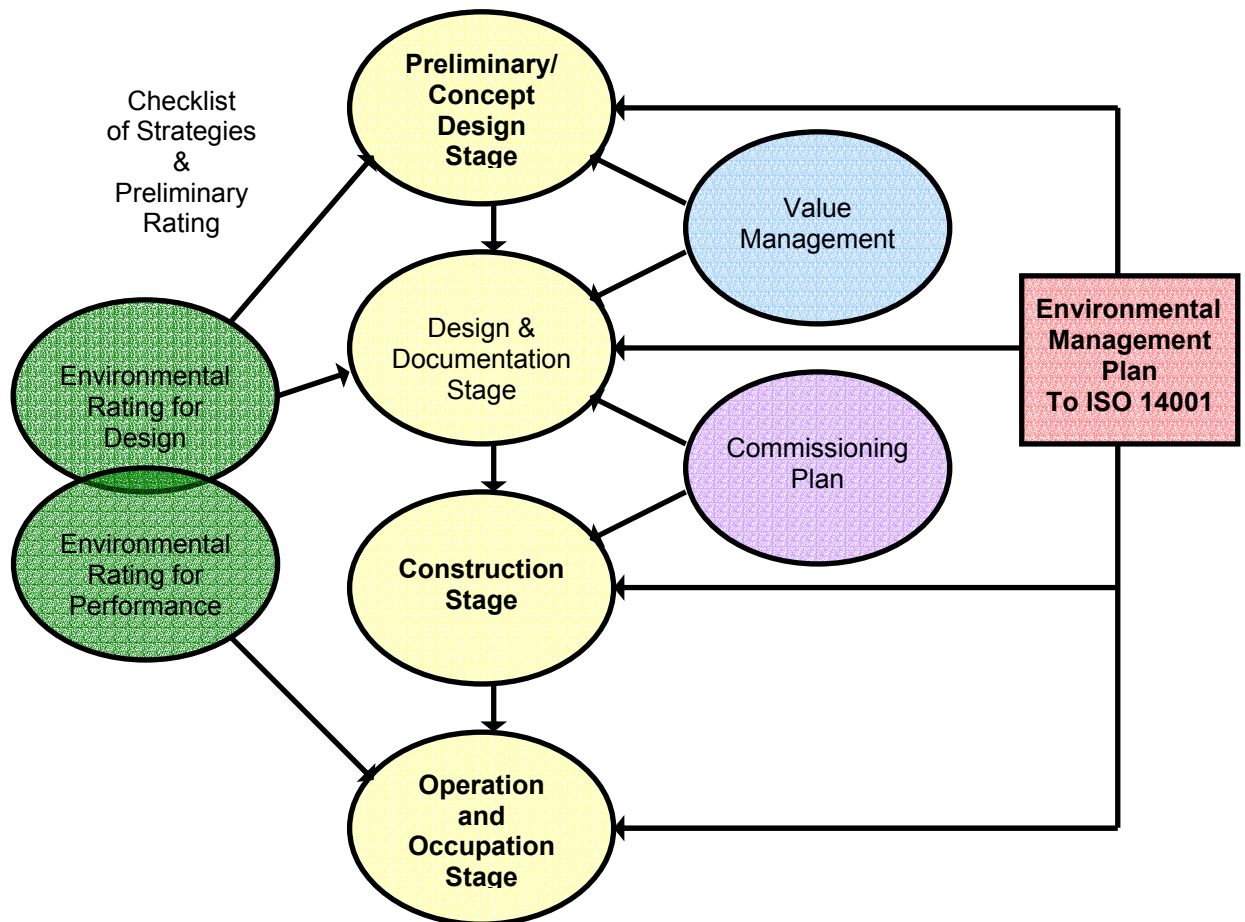 Preliminary/
Concept
Design
Stage
Checklist
of Strategies
&
Preliminary
Rating
Value
Management
Environmental
Management
Plan
To ISO 14001
Design &
Documentation
Stage
Environmental
Rating for
Design
Commissioning
Plan
Environmental
Rating for
Performance
Construction
Stage
Operation
and
Occupation
Stage